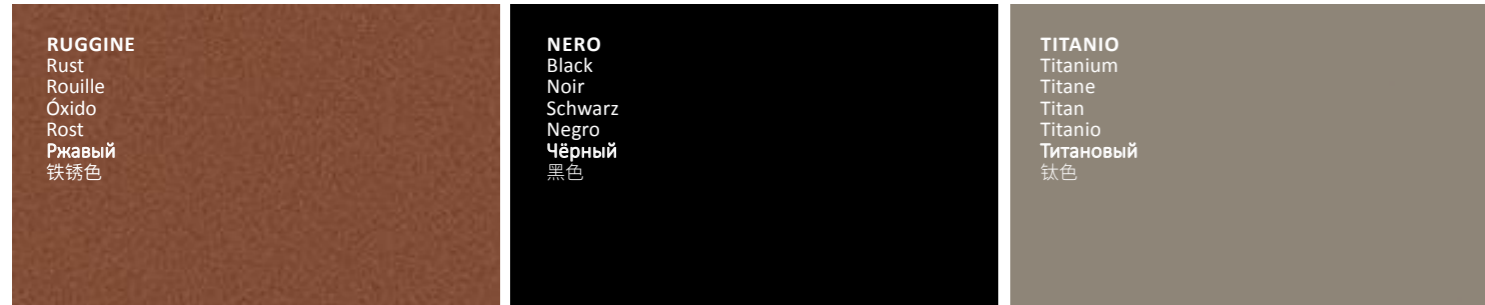 RUGGINE
Rust
Rouille
Óxido
Rost
Ржавый
铁锈色
NERO
Black
Noir
Schwarz
Negro
Чёрный
黑色
TITANIO
Titanium
Titane
Titan
Titanio
Титановый
钛色